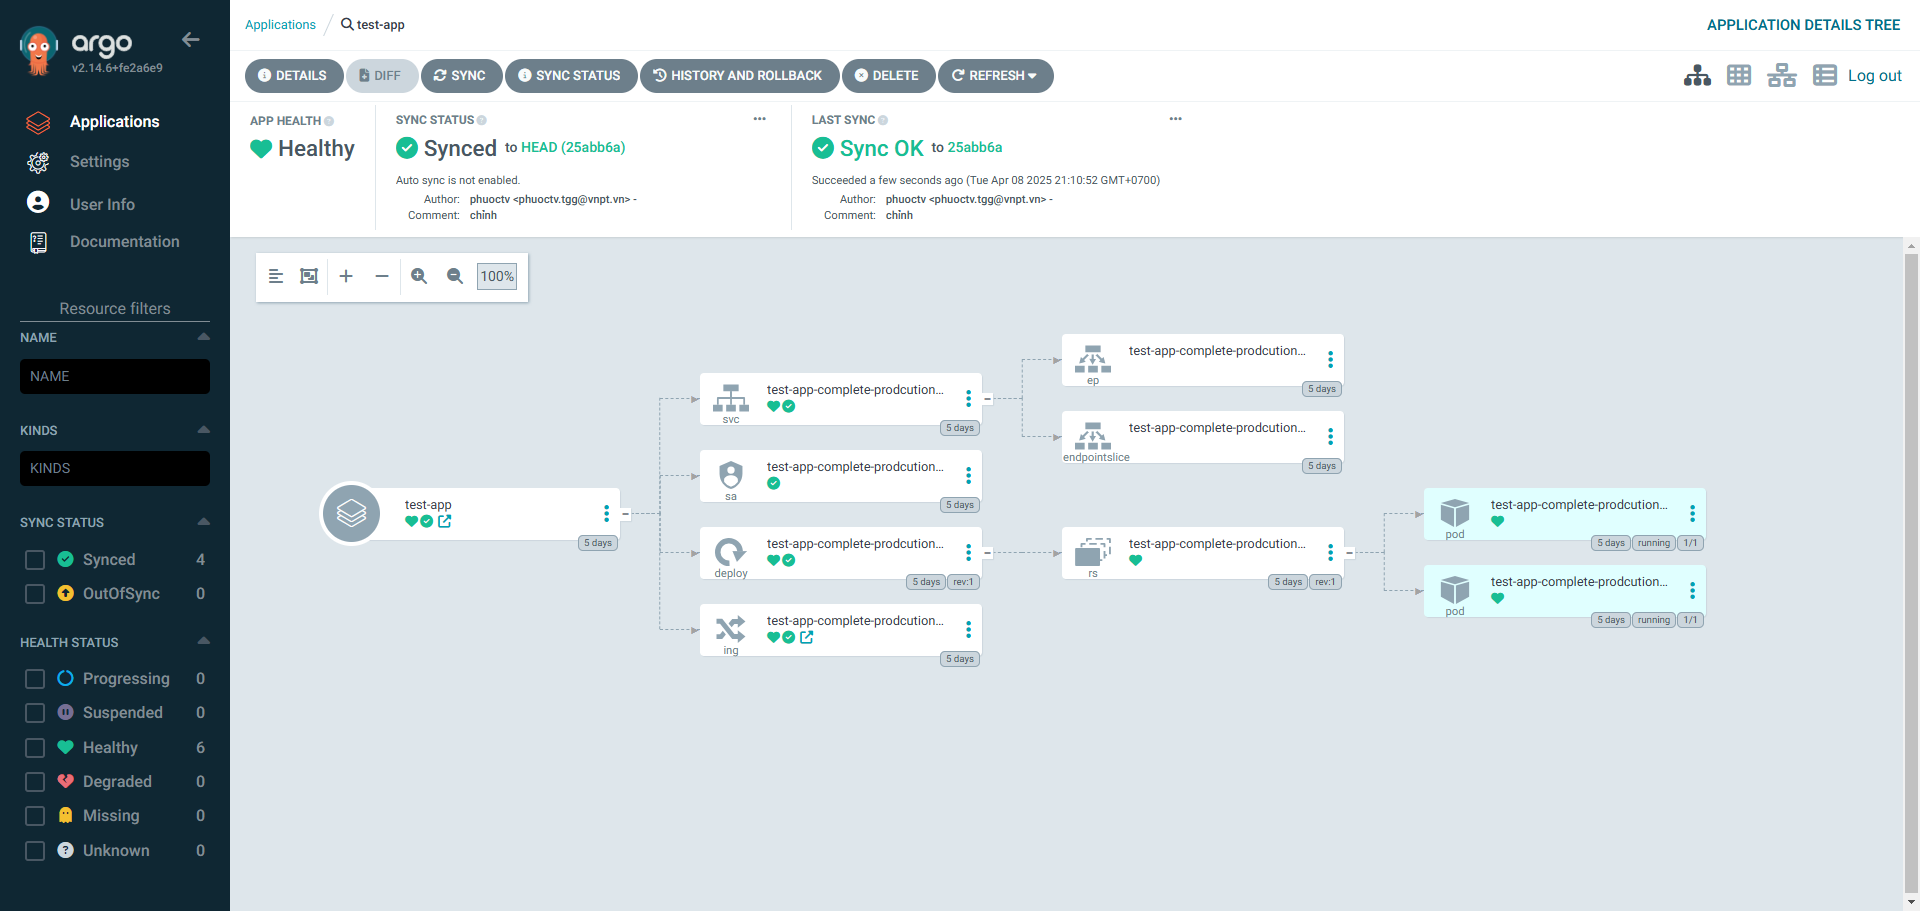 argo
v2.14.6+fe2a6e9
Applications
Settings
User Info
Documentation
Resource filters
NAME
NAME
KINDS
KINDS
SYNC STATUS
Synced 4
OutOfSync 0
HEALTH STATUS
Progressing 0
Suspended 0
Healthy 6
Degraded 0
Missing 0
Unknown 0
Applications / test-app
APPLICATION DETAILS TREE
DETAILS DIFF SYNC SYNC STATUS HISTORY AND ROLLBACK DELETE REFRESH
Log out
APP HEALTH
Healthy
SYNC STATUS
Synced to HEAD (25abb6a)
Auto sync is not enabled.
Author: phuoctv <phuoctv.tgg@vnpt.vn> -
Comment: chỉnh
LAST SYNC
Sync OK to 25abb6a
Succeeded a few seconds ago (Tue Apr 08 2025 21:10:52 GMT+0700)
Author: phuoctv <phuoctv.tgg@vnpt.vn> -
Comment: chỉnh
100%
test-app
5 days
test-app-complete-prodcution...
svc
5 days
test-app-complete-prodcution...
sa
5 days
test-app-complete-prodcution...
deploy
5 days rev:1
test-app-complete-prodcution...
ing
5 days
test-app-complete-prodcution...
ep
5 days
test-app-complete-prodcution...
endpointslice
5 days
test-app-complete-prodcution...
rs
5 days rev:1
test-app-complete-prodcution...
pod
5 days running 1/1
test-app-complete-prodcution...
pod
5 days running 1/1